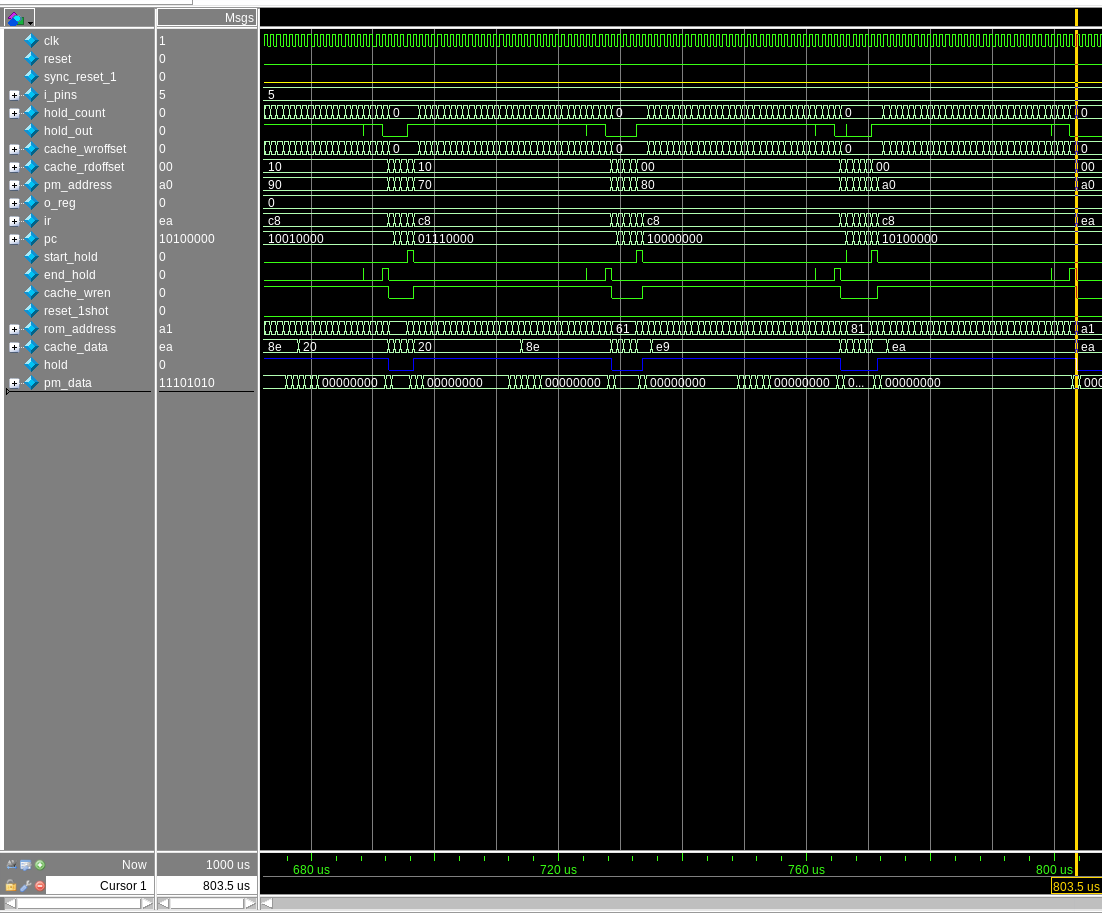 Msgs
clk 1
reset 0
sync_reset_1 0
i_pins 5 5
hold_count 0 0 0 0 0
hold_out 0
cache_wroffset 0 0 0 0 0
cache_rdoffset 00 10 10 00 00 00
pm_address a0 90 70 80 a0 a0
o_reg 0 0
ir ea c8 c8 c8 c8 ea
pc 10100000 10010000 01110000 10000000 10100000
start_hold 0
end_hold 0
cache_wren 0
reset_1shot 0
rom_address a1 61 81 a1
cache_data ea 8e 20 20 8e e9 ea ea
hold 0
pm_data 11101010 00000000 00000000 00000000 00000000 00000000 0... 00000000 000
Now 1000 us 680 us 720 us 760 us 800 us
Cursor 1 803.5 us 803.5 us